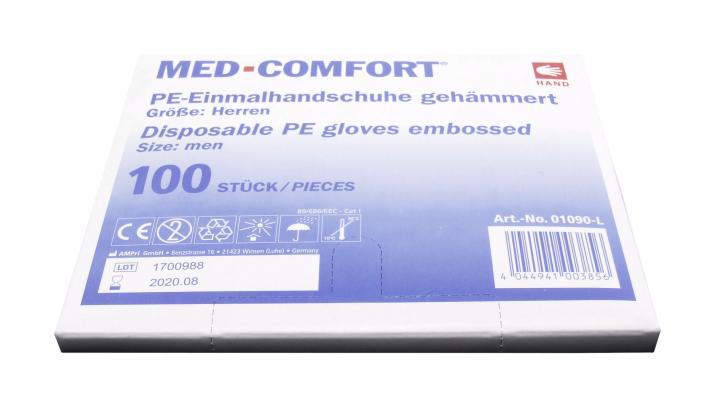 MED-COMFORT®
HAND
PE-Einmalhandschuhe gehämmert
Größe: Herren
Disposable PE gloves embossed
Size: men
100 STÜCK/PIECES
89/686/EEC - Cat I
CE
2
Art.-No. 01090-L
AMPri GmbH • Benzstrasse 16 • 21423 Winsen (Luhe) • Germany
LOT 1700988
2020.08
4 044941 003856